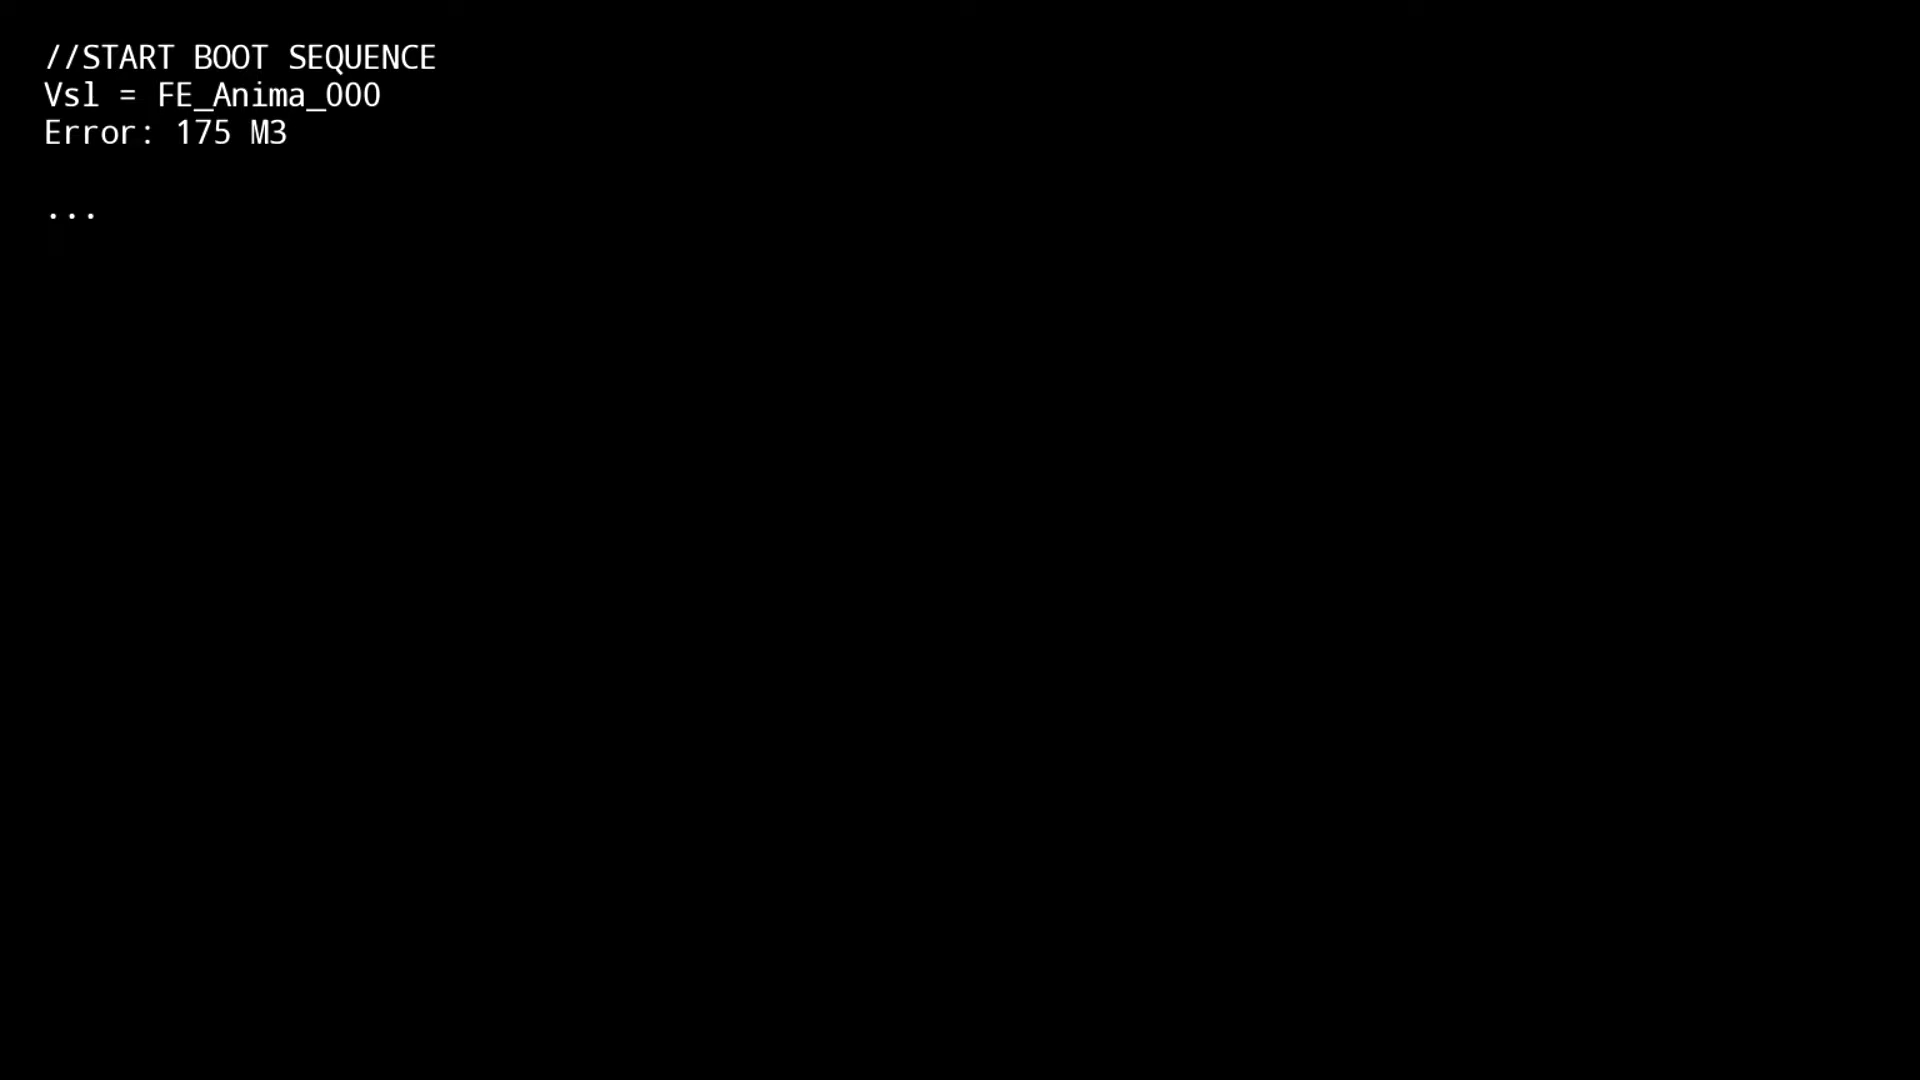 //START BOOT SEQUENCE
Vsl = FE_Anima_000
Error: 175 M3
...